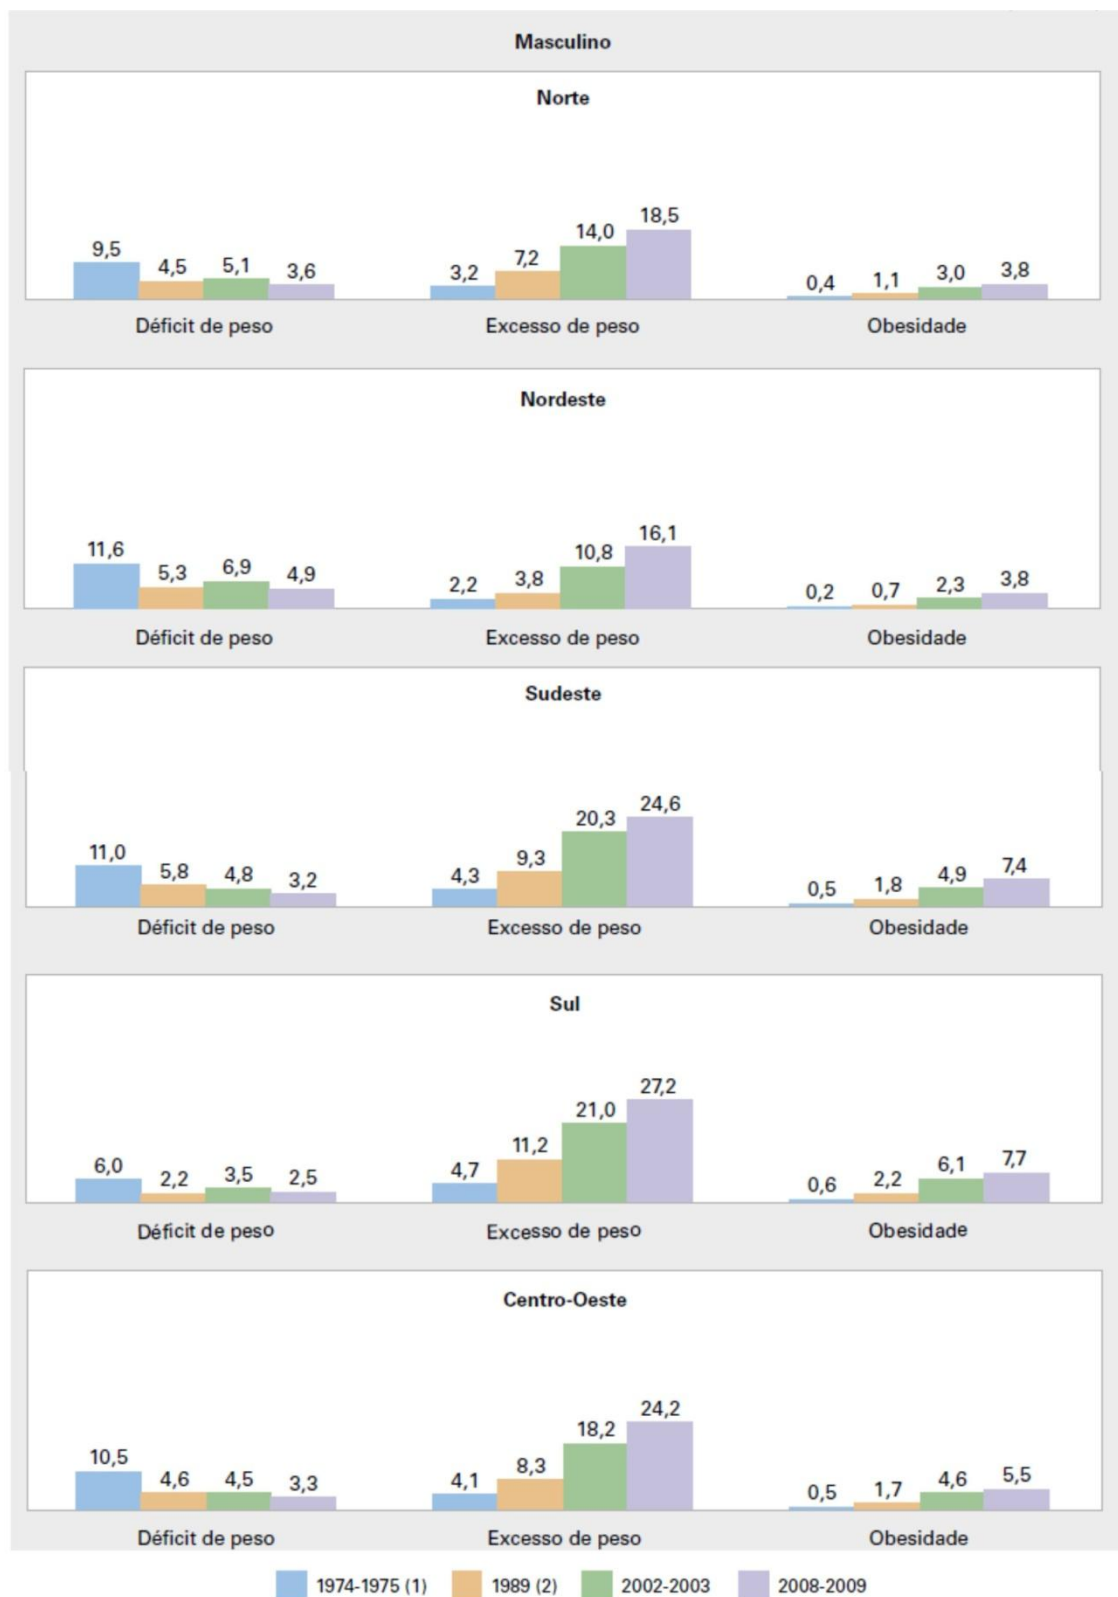 Masculino
Norte
9,5 4,5 5,1 3,6 3,2 7,2 14,0 18,5 0,4 1,1 3,0 3,8
Déficit de peso Excesso de peso Obesidade
Nordeste
11,6 5,3 6,9 4,9 2,2 3,8 10,8 16,1 0,2 0,7 2,3 3,8
Déficit de peso Excesso de peso Obesidade
Sudeste
11,0 5,8 4,8 3,2 4,3 9,3 20,3 24,6 0,5 1,8 4,9 7,4
Déficit de peso Excesso de peso Obesidade
Sul
6,0 2,2 3,5 2,5 4,7 11,2 21,0 27,2 0,6 2,2 6,1 7,7
Déficit de peso Excesso de peso Obesidade
Centro-Oeste
10,5 4,6 4,5 3,3 4,1 8,3 18,2 24,2 0,5 1,7 4,6 5,5
Déficit de peso Excesso de peso Obesidade
1974-1975 (1) 1989 (2) 2002-2003 2008-2009